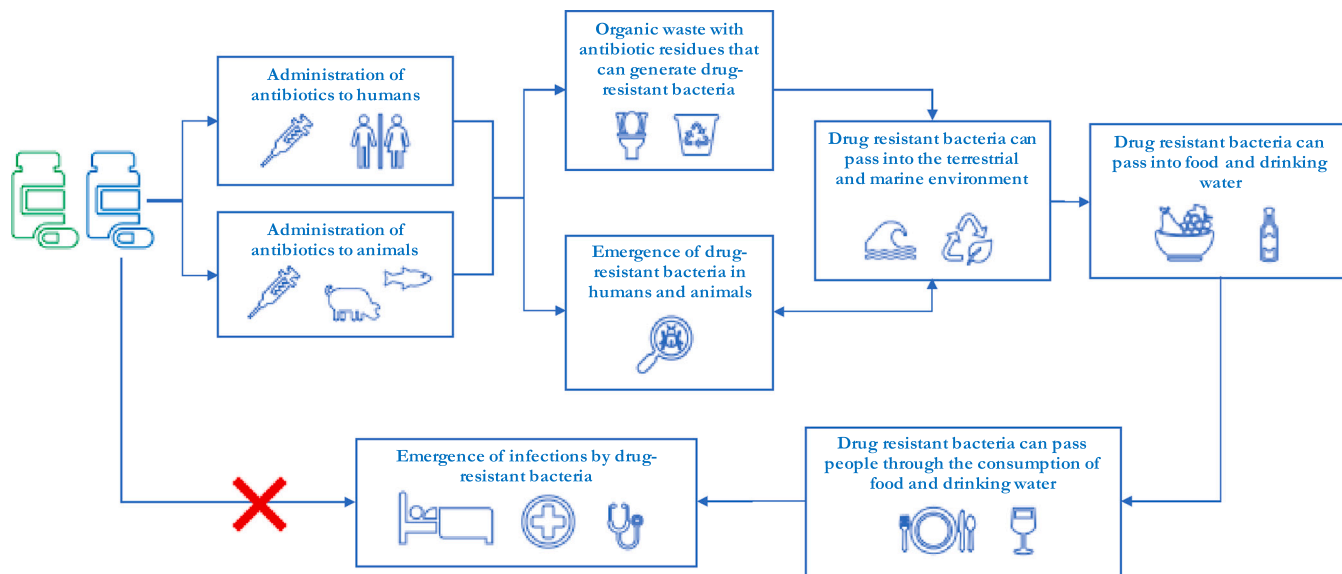 Administration of
antibiotics to humans
Administration of
antibiotics to animals
Organic waste with
antibiotic residues that
can generate drug-
resistant bacteria
Emergence of drug-
resistant bacteria in
humans and animals
Drug resistant bacteria can
pass into the terrestrial
and marine environment
Drug resistant bacteria can
pass into food and drinking
water
Drug resistant bacteria can pass
people through the consumption of
food and drinking water
Emergence of infections by drug-
resistant bacteria